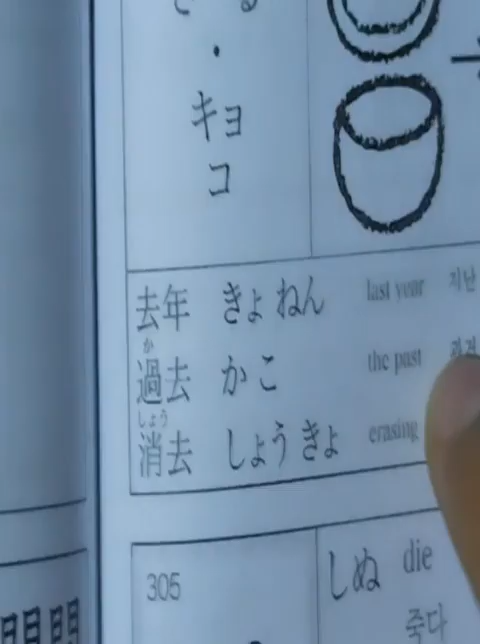 ・
キョ
コ
去年 きょねん last year 지난
か
過去 かこ the past
しょう
消去 しょうきょ erasing
305
しぬ die
죽다